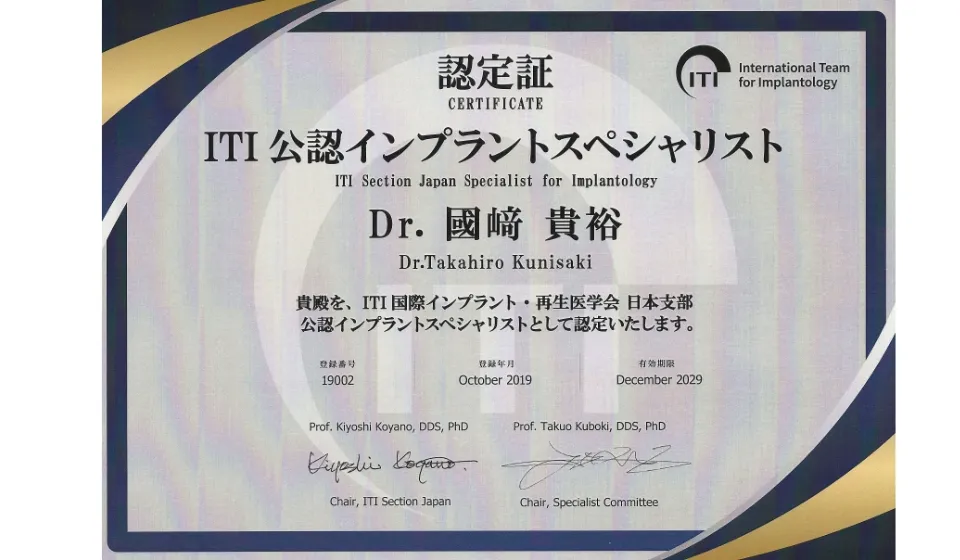 認定証
CERTIFICATE
ITI
International Team
for Implantology
ITI 公認インプラントスペシャリスト
ITI Section Japan Specialist for Implantology
Dr. 國﨑 貴裕
Dr.Takahiro Kunisaki
貴殿を、ITI 国際インプラント・再生医学会 日本支部
公認インプラントスペシャリストとして認定いたします。
登録番号 登録年月 有効期限
19002 October 2019 December 2029
Prof. Kiyoshi Koyano, DDS, PhD Prof. Takuo Kuboki, DDS, PhD
Kiyoshi Koyano
Chair, ITI Section Japan Chair, Specialist Committee